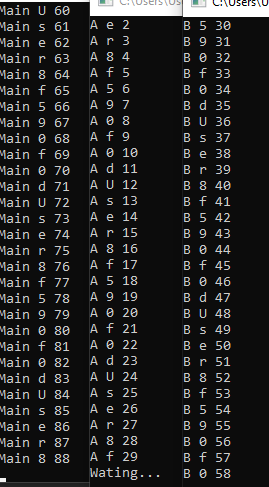 Main U 60
Main s 61
Main e 62
Main r 63
Main 8 64
Main f 65
Main 5 66
Main 9 67
Main 0 68
Main f 69
Main 0 70
Main d 71
Main U 72
Main s 73
Main e 74
Main r 75
Main 8 76
Main f 77
Main 5 78
Main 9 79
Main 0 80
Main f 81
Main 0 82
Main d 83
Main U 84
Main s 85
Main e 86
Main r 87
Main 8 88
C:\Users\Use
A e 2
A r 3
A 8 4
A f 5
A 5 6
A 9 7
A 0 8
A f 9
A 0 10
A d 11
A U 12
A s 13
A e 14
A r 15
A 8 16
A f 17
A 5 18
A 9 19
A 0 20
A f 21
A 0 22
A d 23
A U 24
A s 25
A e 26
A r 27
A 8 28
A f 29
Wating...
C:\Users\Us
B 5 30
B 9 31
B 0 32
B f 33
B 0 34
B d 35
B U 36
B s 37
B e 38
B r 39
B 8 40
B f 41
B 5 42
B 9 43
B 0 44
B f 45
B 0 46
B d 47
B U 48
B s 49
B e 50
B r 51
B 8 52
B f 53
B 5 54
B 9 55
B 0 56
B f 57
B 0 58